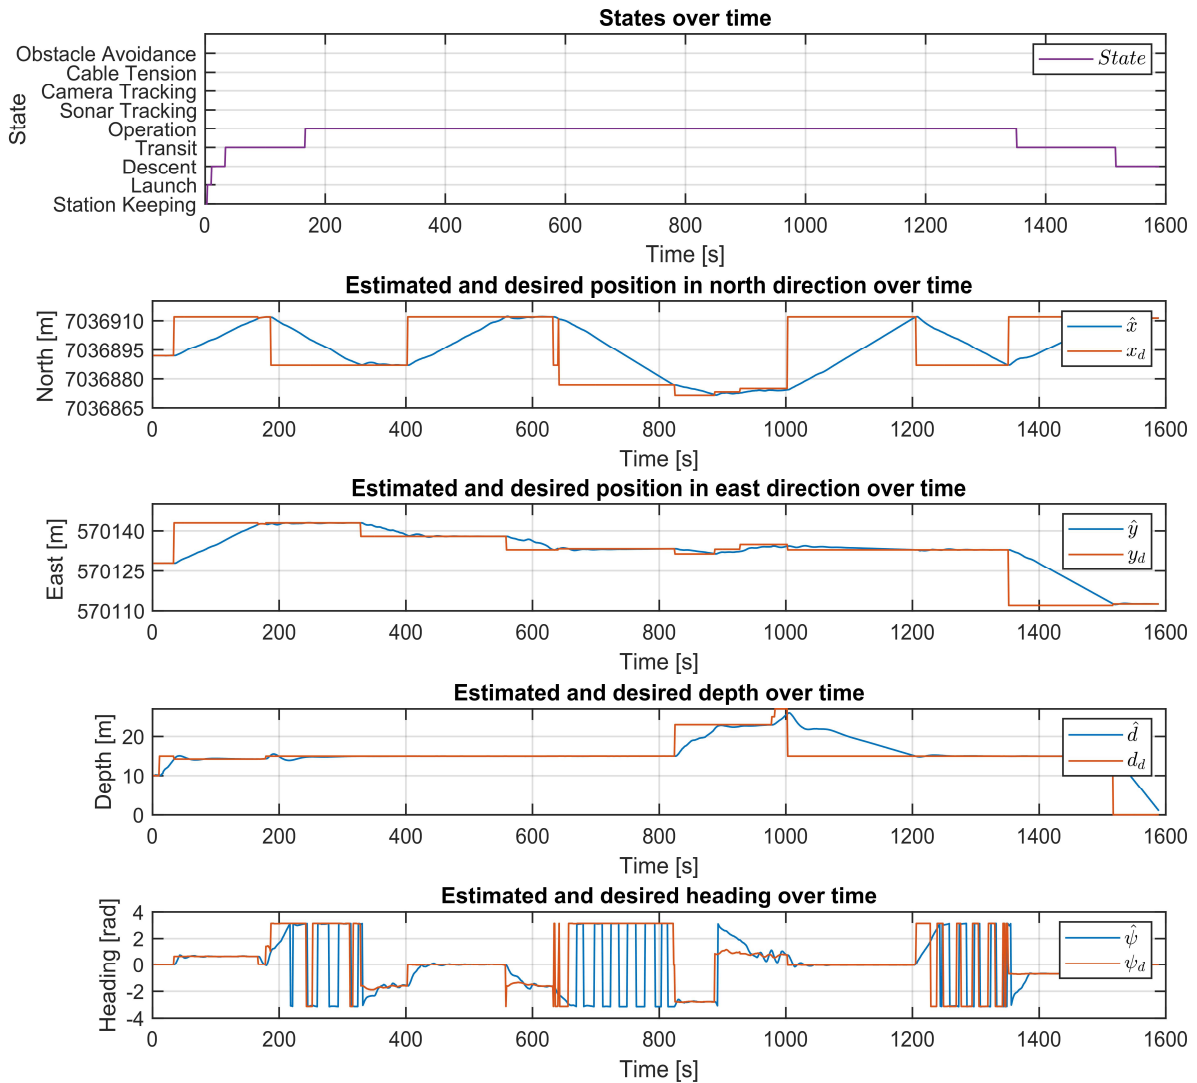 States over time
State
Obstacle Avoidance
Cable Tension
Camera Tracking
Sonar Tracking
Operation
Transit
Descent
Launch
Station Keeping
State
0 200 400 600 800 1000 1200 1400 1600
Time [s]
Estimated and desired position in north direction over time
North [m]
7036910
7036895
7036880
7036865
x̂
x_d
0 200 400 600 800 1000 1200 1400 1600
Time [s]
Estimated and desired position in east direction over time
East [m]
570140
570125
570110
ŷ
y_d
0 200 400 600 800 1000 1200 1400 1600
Time [s]
Estimated and desired depth over time
Depth [m]
20
10
0
d̂
d_d
0 200 400 600 800 1000 1200 1400 1600
Time [s]
Estimated and desired heading over time
Heading [rad]
4
2
0
-2
-4
ψ̂
ψ_d
0 200 400 600 800 1000 1200 1400 1600
Time [s]